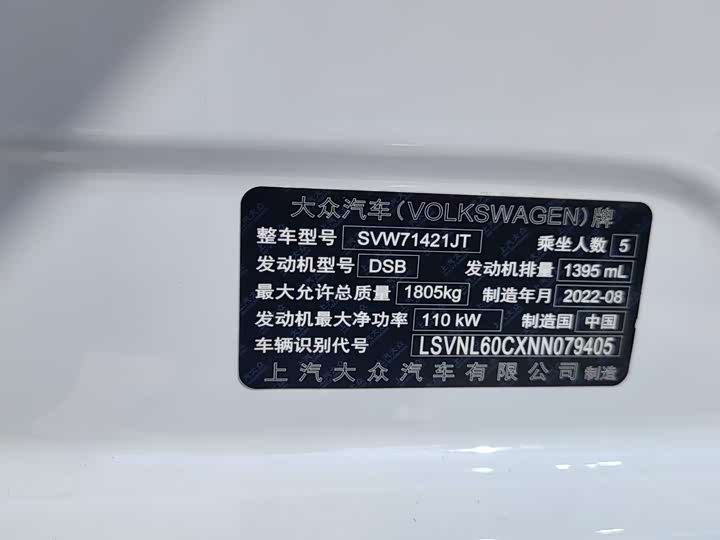 大众汽车(VOLKSWAGEN)牌
整车型号 SVW71421JT 乘坐人数 5
发动机型号 DSB 发动机排量 1395 mL
最大允许总质量 1805kg 制造年月 2022-08
发动机最大净功率 110 kW 制造国 中国
车辆识别代号 LSVNL60CXNN079405
上汽大众汽车有限公司 制造